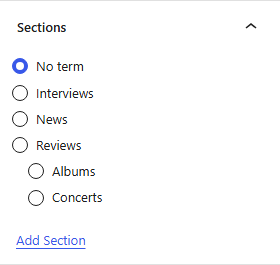 Sections
No term
Interviews
News
Reviews
Albums
Concerts
Add Section